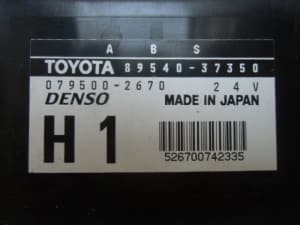 A B S
TOYOTA 89540-37350
079500-2670 24V
DENSO MADE IN JAPAN
H1
526700742335